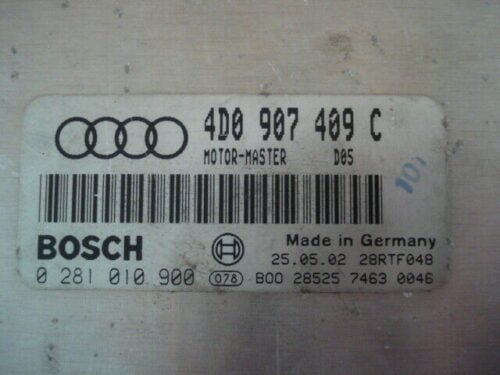 4D0 907 409 C
MOTOR-MASTER D05
101
BOSCH
Made in Germany
25.05.02 28RTF048
0 281 010 900 078 B00 28525 7463 0046